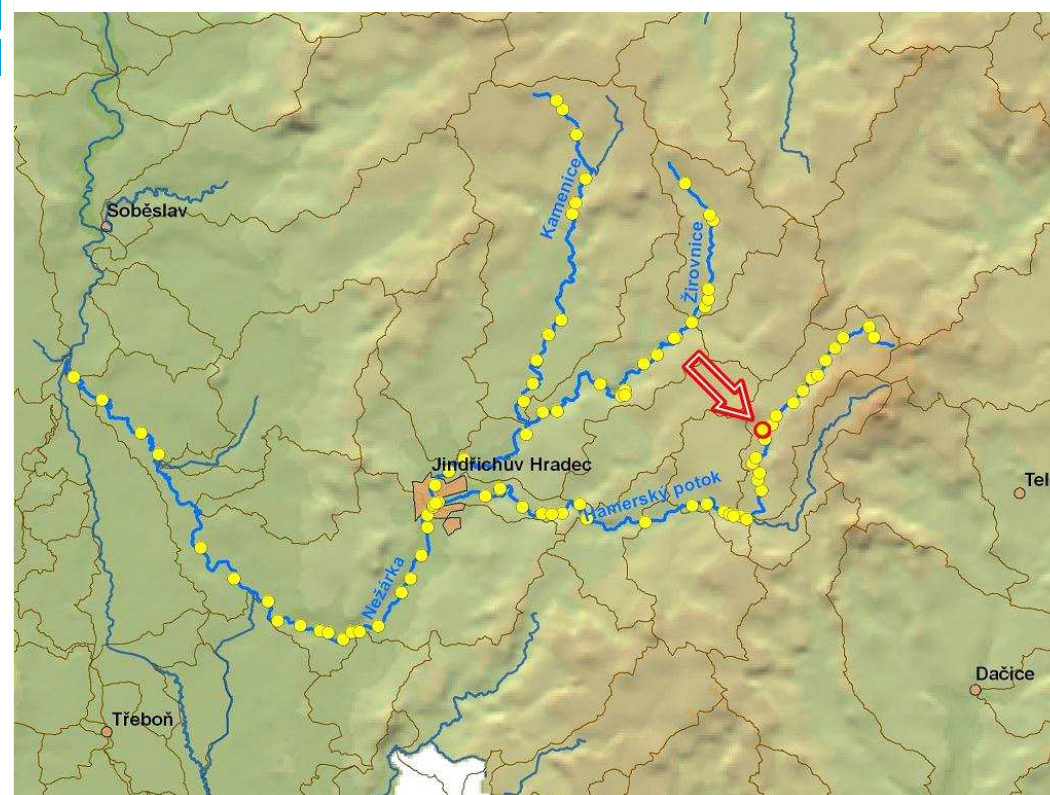 Soběslav
Kamenice
Žirovnice
Jindřichův Hradec
Hamerský potok
Tel
Nežárka
Dačice
Třeboň